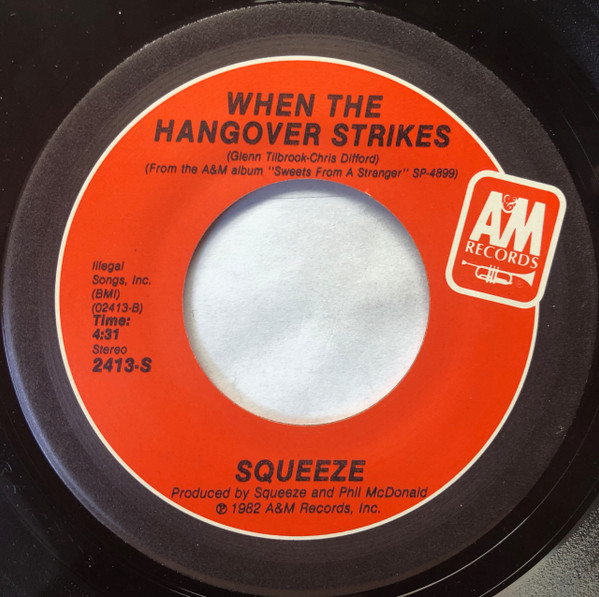 WHEN THE
HANGOVER STRIKES
(Glenn Tilbrook-Chris Difford)
(From the A&M album "Sweets From A Stranger" SP-4899)
A&M
RECORDS
Illegal
Songs, Inc.
(BMI)
(02413-B)
Time:
4:31
Stereo
2413-S
SQUEEZE
Produced by Squeeze and Phil McDonald
℗ 1982 A&M Records, Inc.